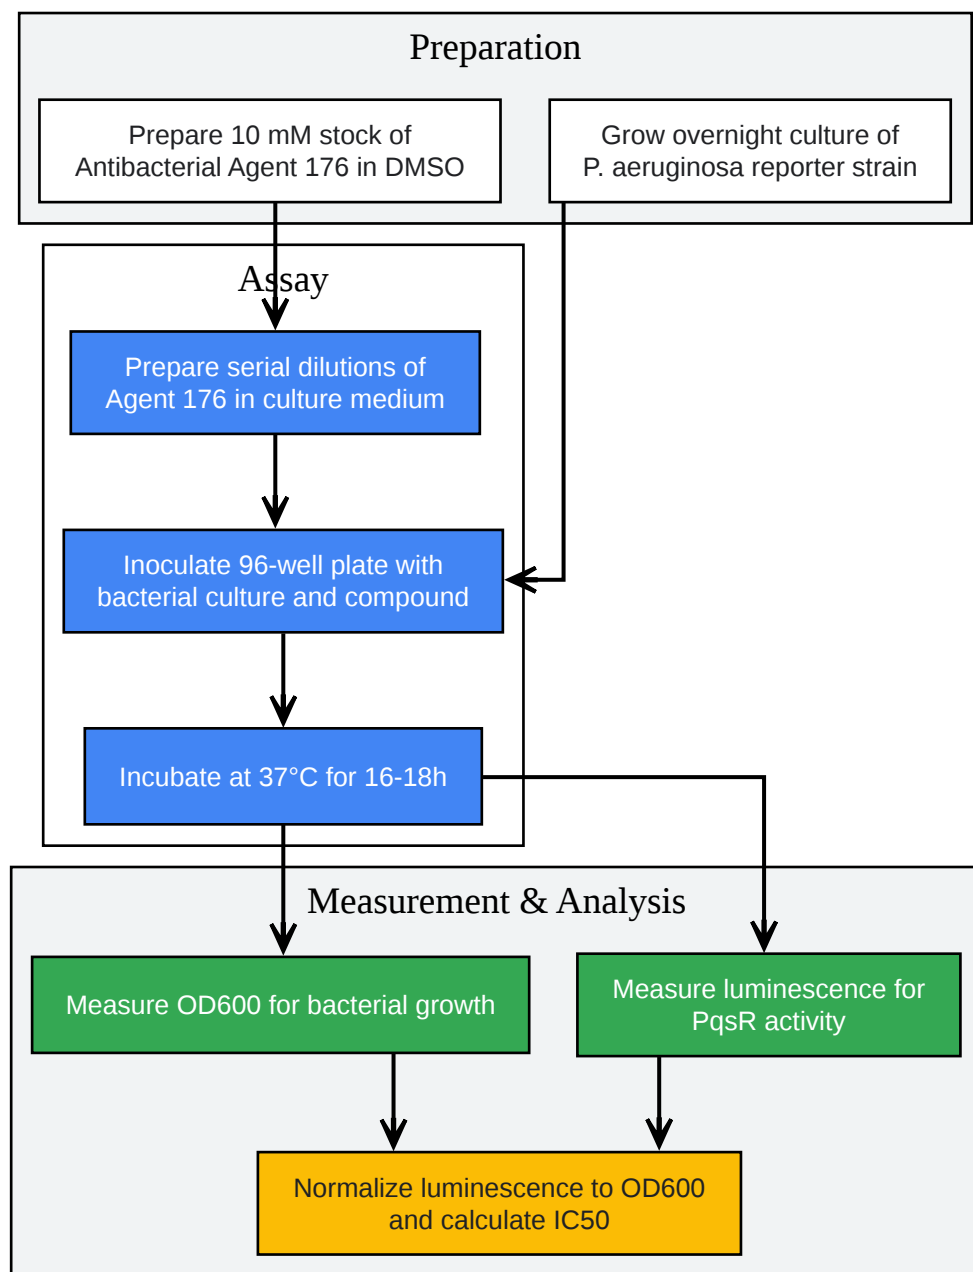 Preparation
Prepare 10 mM stock of
Antibacterial Agent 176 in DMSO
Grow overnight culture of
P. aeruginosa reporter strain
Assay
Prepare serial dilutions of
Agent 176 in culture medium
Inoculate 96-well plate with
bacterial culture and compound
Incubate at 37°C for 16-18h
Measurement & Analysis
Measure OD600 for bacterial growth
Measure luminescence for
PqsR activity
Normalize luminescence to OD600
and calculate IC50